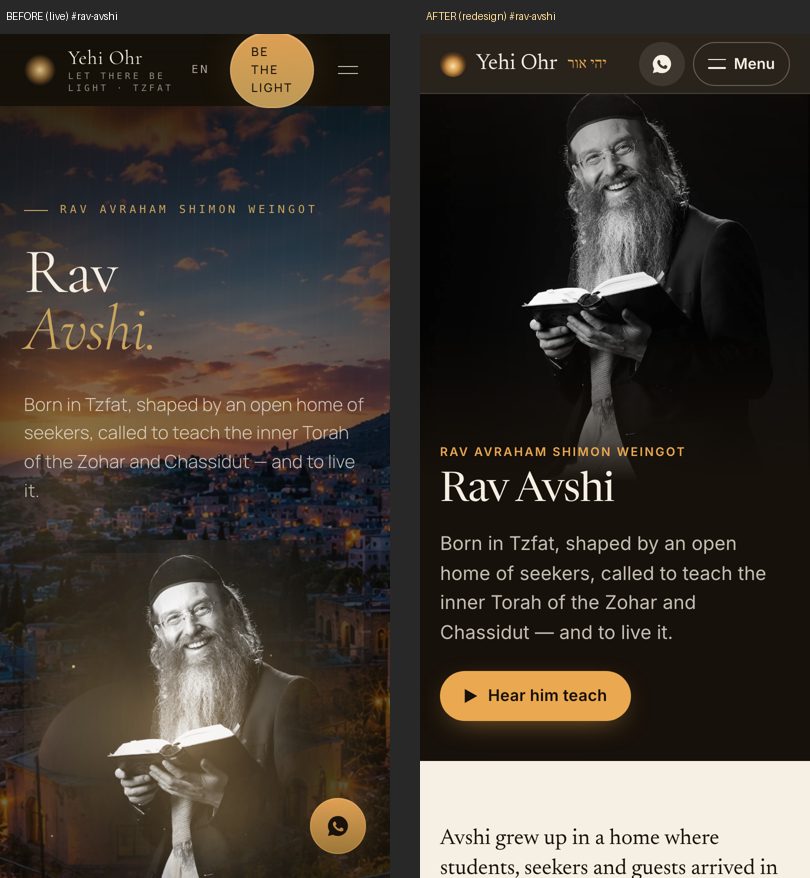 BEFORE (live) #rav-avshi
Yehi Ohr
LET THERE BE
LIGHT · TZFAT
EN
BE
THE
LIGHT
RAV AVRAHAM SHIMON WEINGOT
Rav
Avshi.
Born in Tzfat, shaped by an open home of
seekers, called to teach the inner Torah
of the Zohar and Chassidut — and to live
it.
AFTER (redesign) #rav-avshi
Yehi Ohr יהי אור
Menu
RAV AVRAHAM SHIMON WEINGOT
Rav Avshi
Born in Tzfat, shaped by an open
home of seekers, called to teach the
inner Torah of the Zohar and
Chassidut — and to live it.
Hear him teach
Avshi grew up in a home where
students, seekers and guests arrived in